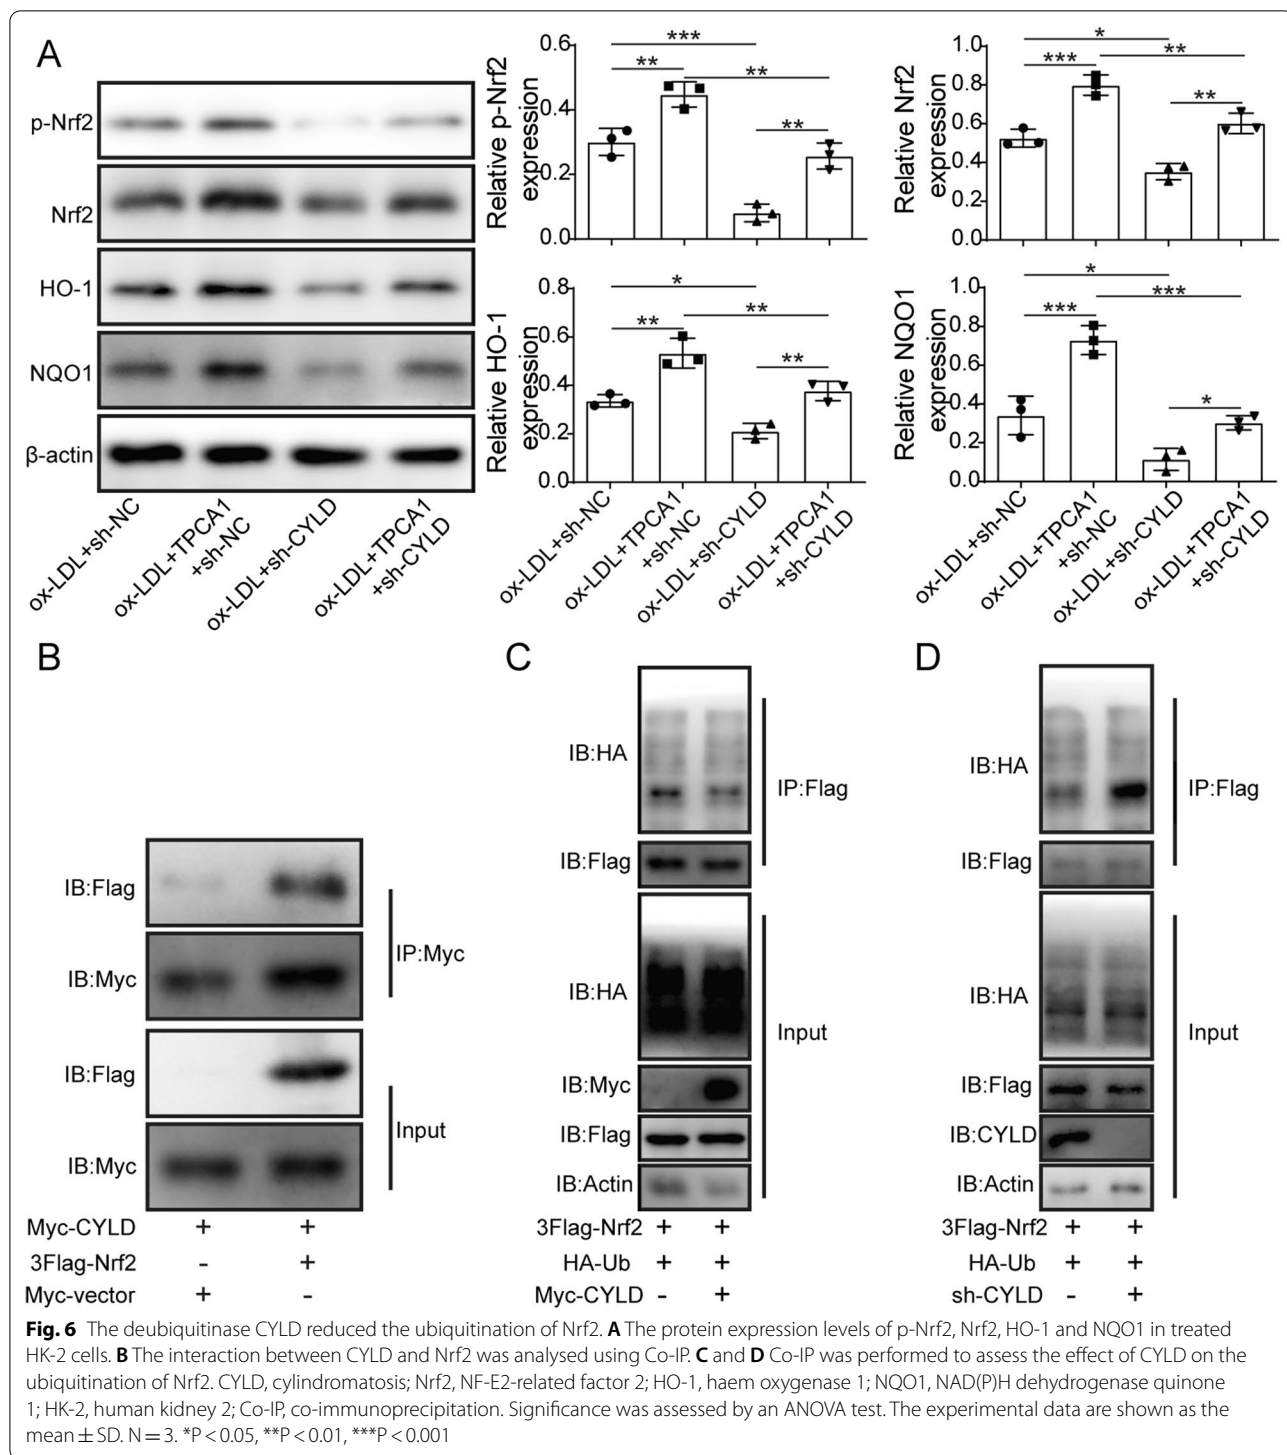 A
p-Nrf2
Nrf2
HO-1
NQO1
β-actin
ox-LDL+sh-NC
ox-LDL+TPCA1
+sh-NC
ox-LDL+sh-CYLD
ox-LDL+TPCA1
+sh-CYLD
Relative p-Nrf2
expression
0.6
0.4
0.2
0.0
***
**
**
**
Relative Nrf2
expression
1.0
0.8
0.6
0.4
0.2
0.0
*
***
**
**
Relative HO-1
expression
0.8
0.6
0.4
0.2
0.0
*
**
**
**
ox-LDL+sh-NC
ox-LDL+TPCA1
+sh-NC
ox-LDL+sh-CYLD
ox-LDL+TPCA1
+sh-CYLD
Relative NQO1
expression
1.0
0.8
0.6
0.4
0.2
0.0
*
***
***
*
ox-LDL+sh-NC
ox-LDL+TPCA1
+sh-NC
ox-LDL+sh-CYLD
ox-LDL+TPCA1
+sh-CYLD
B
IB:Flag
IB:Myc
IP:Myc
IB:Flag
IB:Myc
Input
Myc-CYLD + +
3Flag-Nrf2 - +
Myc-vector + -
C
IB:HA
IB:Flag
IP:Flag
IB:HA
IB:Myc
IB:Flag
IB:Actin
Input
3Flag-Nrf2 + +
HA-Ub + +
Myc-CYLD - +
D
IB:HA
IB:Flag
IP:Flag
IB:HA
IB:Flag
IB:CYLD
IB:Actin
Input
3Flag-Nrf2 + +
HA-Ub + +
sh-CYLD - +
Fig. 6 The deubiquitinase CYLD reduced the ubiquitination of Nrf2. A The protein expression levels of p-Nrf2, Nrf2, HO-1 and NQO1 in treated
HK-2 cells. B The interaction between CYLD and Nrf2 was analysed using Co-IP. C and D Co-IP was performed to assess the effect of CYLD on the
ubiquitination of Nrf2. CYLD, cylindromatosis; Nrf2, NF-E2-related factor 2; HO-1, haem oxygenase 1; NQO1, NAD(P)H dehydrogenase quinone
1; HK-2, human kidney 2; Co-IP, co-immunoprecipitation. Significance was assessed by an ANOVA test. The experimental data are shown as the
mean ± SD. N = 3. *P < 0.05, **P < 0.01, ***P < 0.001